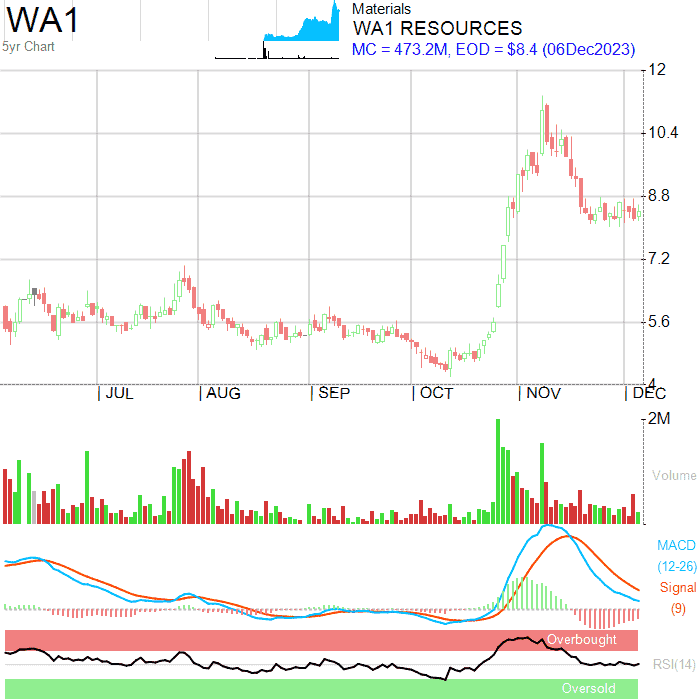 WA1
5yr Chart
Materials
WA1 RESOURCES
MC = 473.2M, EOD = $8.4 (06Dec2023)
12
10.4
8.8
7.2
5.6
4
JUL AUG SEP OCT NOV DEC
2M
Volume
MACD
(12-26)
Signal
(9)
Overbought
RSI(14)
Oversold